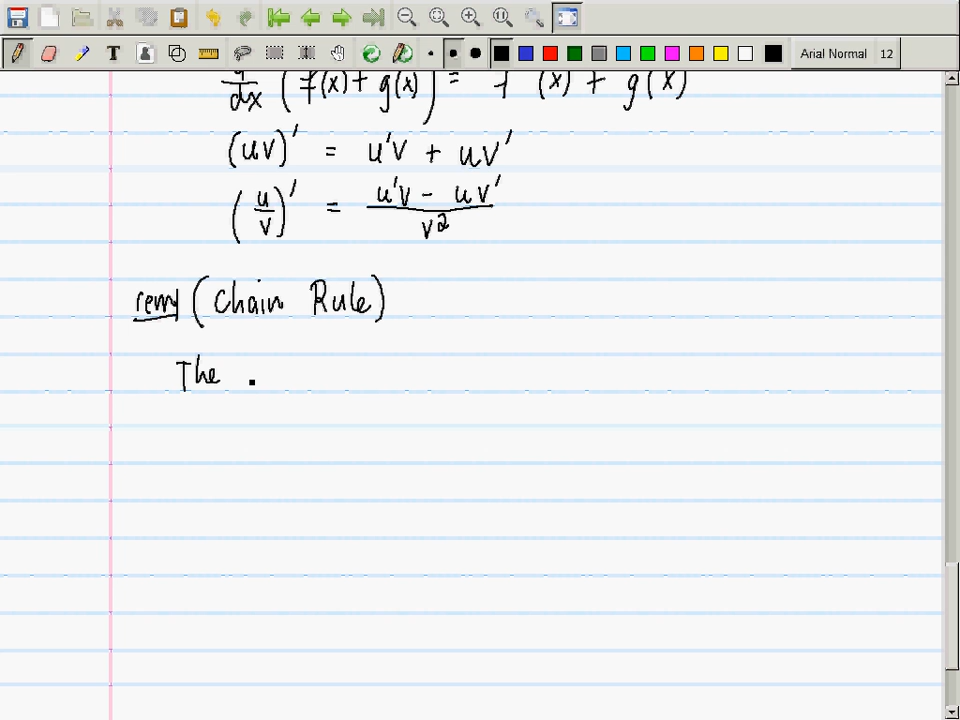 Arial Normal 12
d/dx (f(x) + g(x)) = f'(x) + g'(x)
(uv)' = u'v + uv'
(u/v)' = (u'v - uv')/v²
rem (Chain Rule)
The